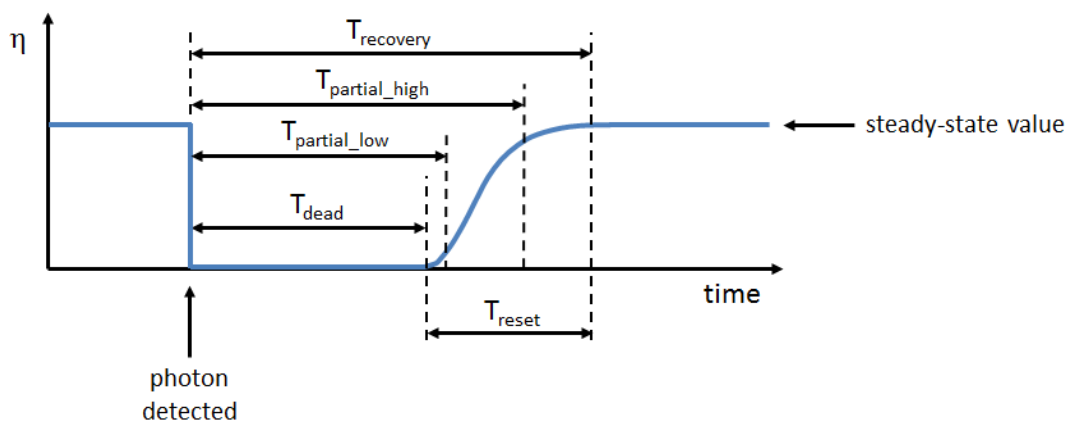 η
T_recovery
T_partial_high
T_partial_low
T_dead
steady-state value
time
T_reset
photon
detected